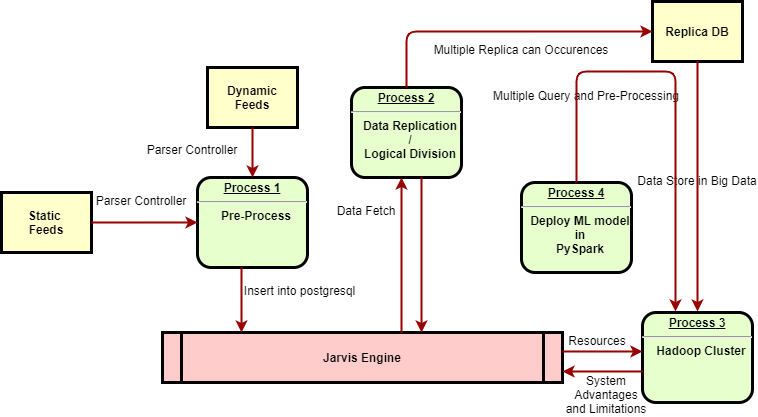 Replica DB
Multiple Replica can Occurences
Dynamic
Feeds
Process 2
Data Replication
/
Logical Division
Multiple Query and Pre-Processing
Parser Controller
Process 1
Pre-Process
Static
Feeds
Parser Controller
Data Fetch
Process 4
Deploy ML model
in
PySpark
Data Store in Big Data
Insert into postgresql
Jarvis Engine
Resources
Process 3
Hadoop Cluster
System
Advantages
and Limitations